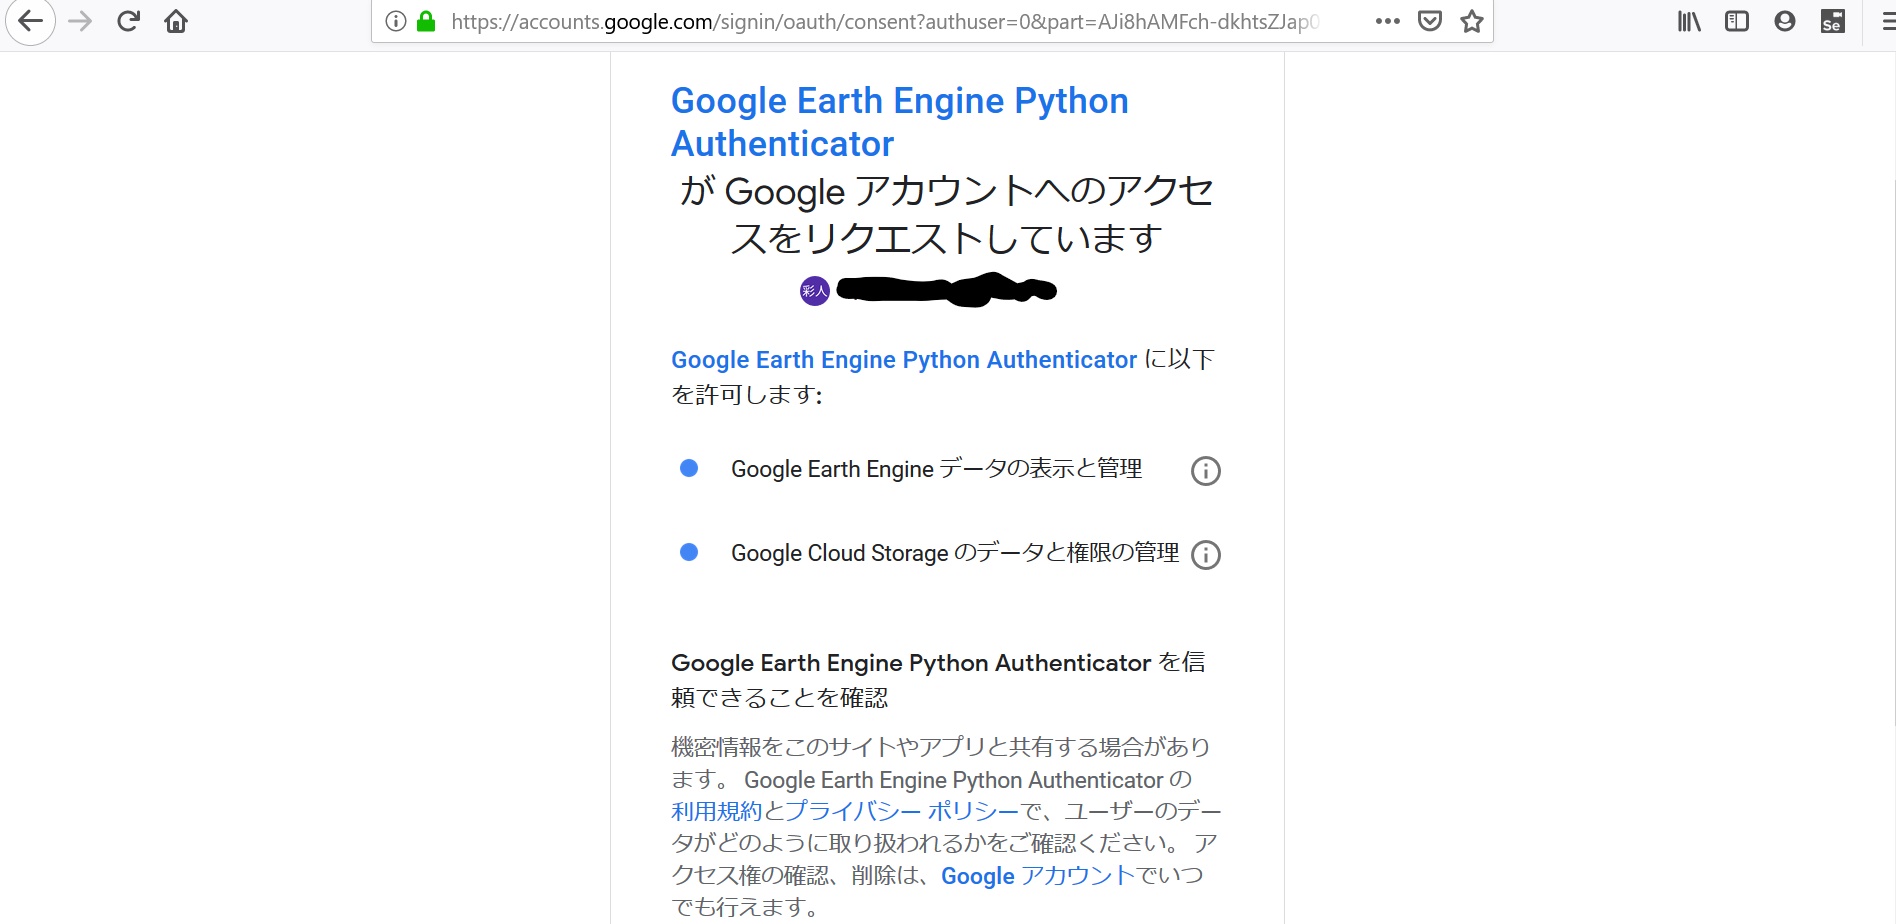 https://accounts.google.com/signin/oauth/consent?authuser=0&part=AJi8hAMFch-dkhtsZJap0
Se
Google Earth Engine Python
Authenticator
が Google アカウントへのアクセ
スをリクエストしています
彩人
Google Earth Engine Python Authenticator に以下
を許可します:
Google Earth Engine データの表示と管理
Google Cloud Storage のデータと権限の管理
Google Earth Engine Python Authenticator を信
頼できることを確認
機密情報をこのサイトやアプリと共有する場合があり
ます。 Google Earth Engine Python Authenticator の
利用規約とプライバシー ポリシーで、ユーザーのデー
タがどのように取り扱われるかをご確認ください。 ア
クセス権の確認、削除は、Google アカウントでいつ
でも行えます。